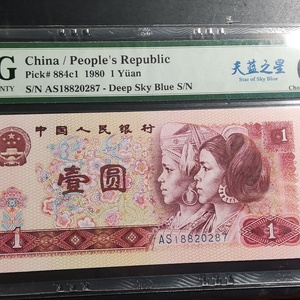 G
China / People's Republic
Pick# 884c1 1980 1 Yüan
S/N AS18820287 - Deep Sky Blue S/N
天蓝之星
Star of Sky Blue
中国人民银行
壹圆
AS18820287
1
1